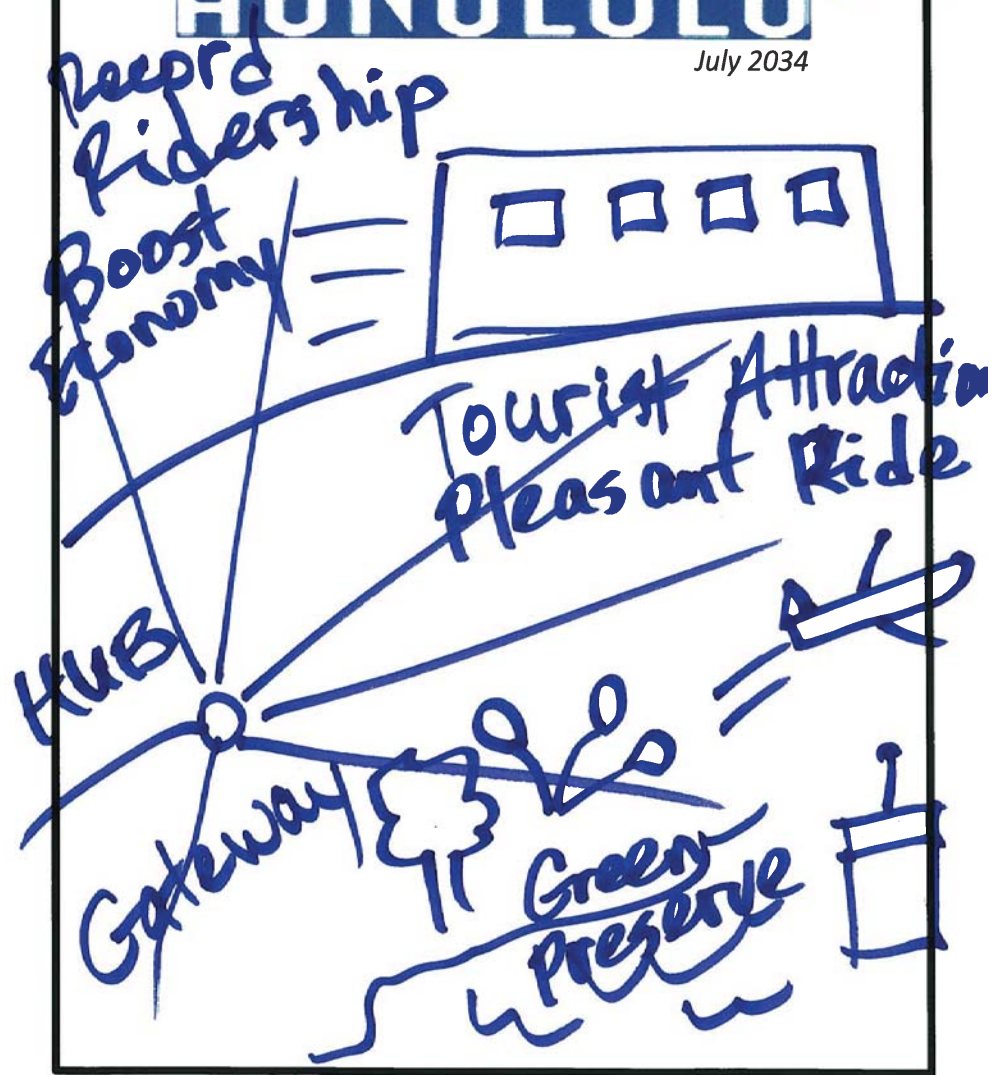 HONOLULU
July 2034
Record
Ridership
Boost
Economy
Tourist Attraction
Pleasant Ride
HUB
Gateway
Green
Preserve